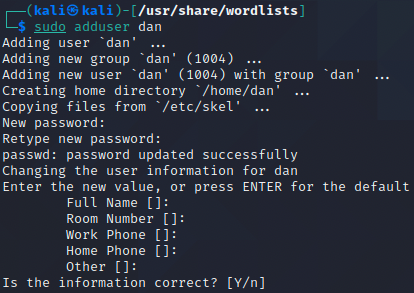 ┌──(kali㉿kali)-[/usr/share/wordlists]
└─$ sudo adduser dan
Adding user `dan' ...
Adding new group `dan' (1004) ...
Adding new user `dan' (1004) with group `dan' ...
Creating home directory `/home/dan' ...
Copying files from `/etc/skel' ...
New password:
Retype new password:
passwd: password updated successfully
Changing the user information for dan
Enter the new value, or press ENTER for the default
Full Name []:
Room Number []:
Work Phone []:
Home Phone []:
Other []:
Is the information correct? [Y/n]